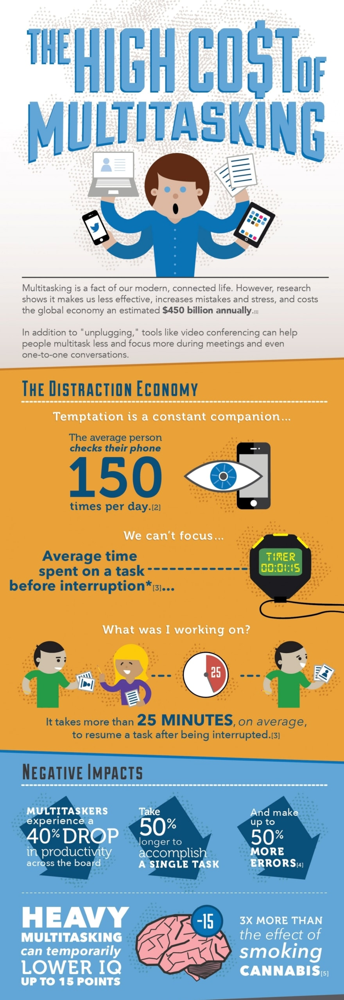 THE HIGH CO$T OF
MULTITASKING
Multitasking is a fact of our modern, connected life. However, research
shows it makes us less effective, increases mistakes and stress, and costs
the global economy an estimated $450 billion annually.[1]
In addition to "unplugging," tools like video conferencing can help
people multitask less and focus more during meetings and even
one-to-one conversations.
THE DISTRACTION ECONOMY
Temptation is a constant companion...
The average person
checks their phone
150
times per day.[2]
We can't focus...
Average time
spent on a task
before interruption*[3]...
TIMER
00:01:15
What was I working on?
25
It takes more than 25 MINUTES, on average,
to resume a task after being interrupted.[3]
NEGATIVE IMPACTS
MULTITASKERS
experience a
40% DROP
in productivity
across the board
Take
50%
longer to
accomplish
A SINGLE TASK
And make
up to
50%
MORE
ERRORS[4]
HEAVY
MULTITASKING
can temporarily
LOWER IQ
UP TO 15 POINTS
-15
3X MORE THAN
the effect of
smoking
CANNABIS[5]